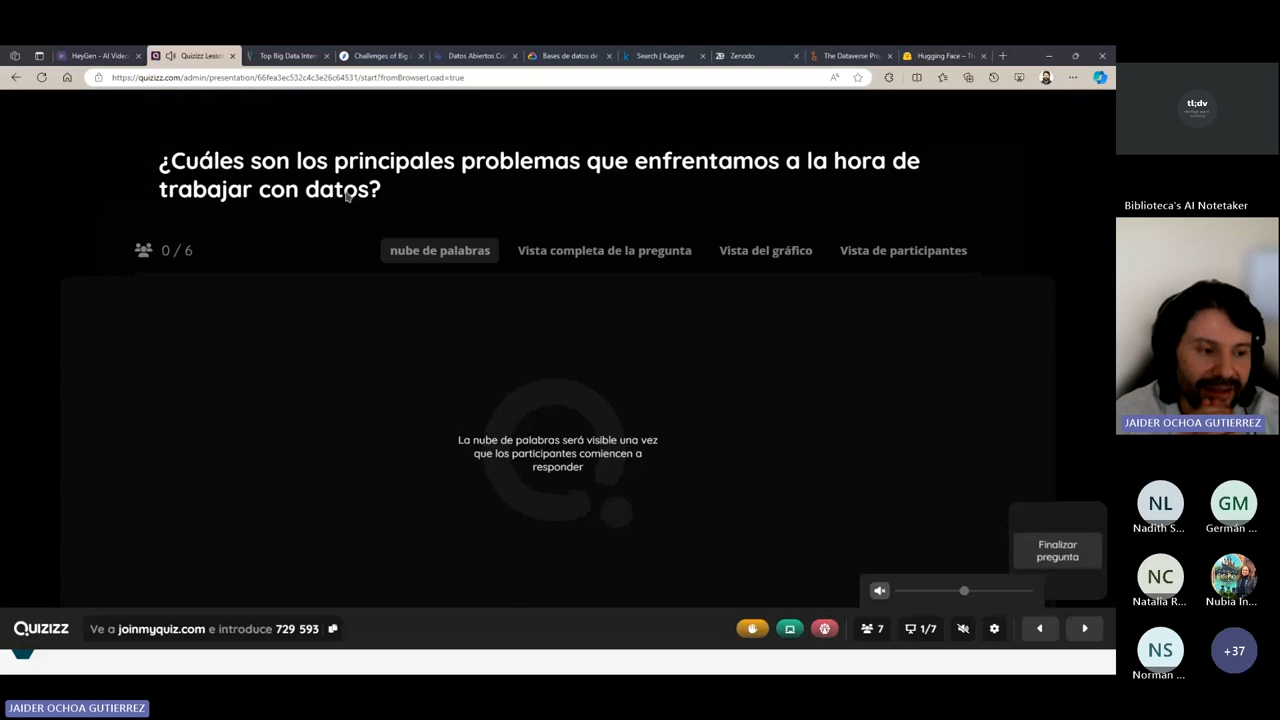 HeyGen - AI Video
Quizizz Lesso
Top Big Data Inter
Challenges of Big
Datos Abiertos Co
Bases de datos de
Search | Kaggle
Zenodo
The Dataverse Pro
Hugging Face – Th
https://quizizz.com/admin/presentation/66fea3ec532c4c3e26c64531/start?fromBrowserLoad=true
¿Cuáles son los principales problemas que enfrentamos a la hora de
trabajar con datos?
0 / 6
nube de palabras
Vista completa de la pregunta
Vista del gráfico
Vista de participantes
La nube de palabras será visible una vez
que los participantes comiencen a
responder
Finalizar
pregunta
QUIZIZZ
Ve a joinmyquiz.com e introduce 729 593
7
1/7
tl;dv
Biblioteca's AI Notetaker
JAIDER OCHOA GUTIERREZ
NL
Nadith S...
GM
Germán ...
NC
Natalia R...
Nubia In...
NS
Norman ...
+37
JAIDER OCHOA GUTIERREZ